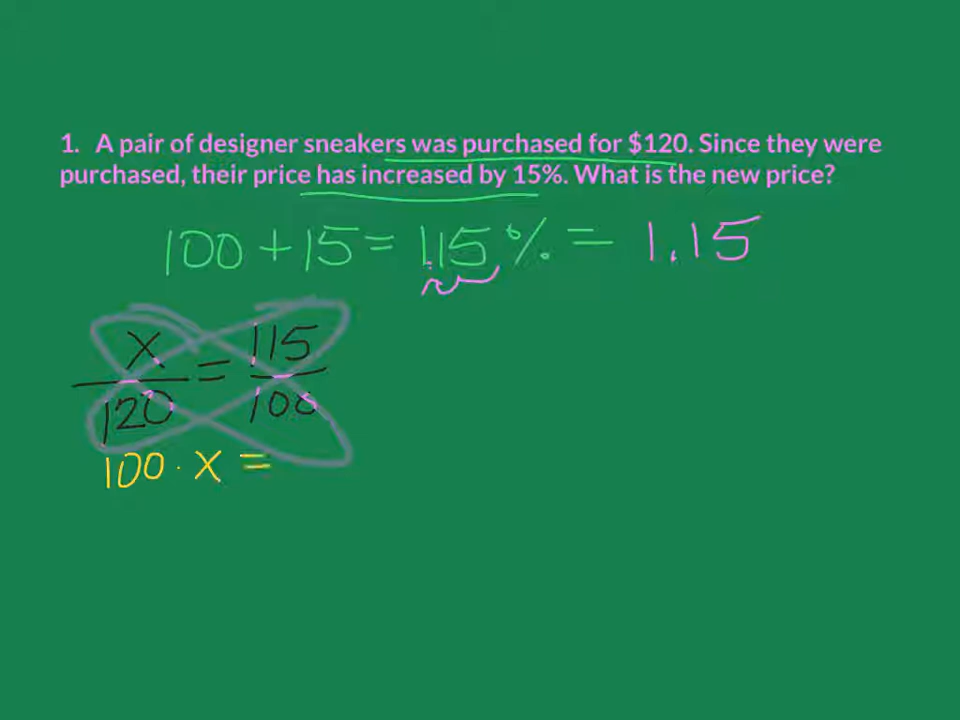 1. A pair of designer sneakers was purchased for $120. Since they were
purchased, their price has increased by 15%. What is the new price?
100 + 15 = 115% = 1.15
x/120 = 115/100
100 · x =